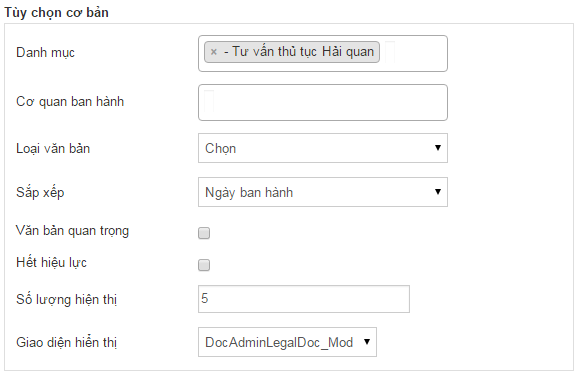 Tùy chọn cơ bản
Danh mục
× - Tư vấn thủ tục Hải quan
Cơ quan ban hành
Loại văn bản
Chọn
Sắp xếp
Ngày ban hành
Văn bản quan trọng
Hết hiệu lực
Số lượng hiện thị
5
Giao diện hiển thị
DocAdminLegalDoc_Mod